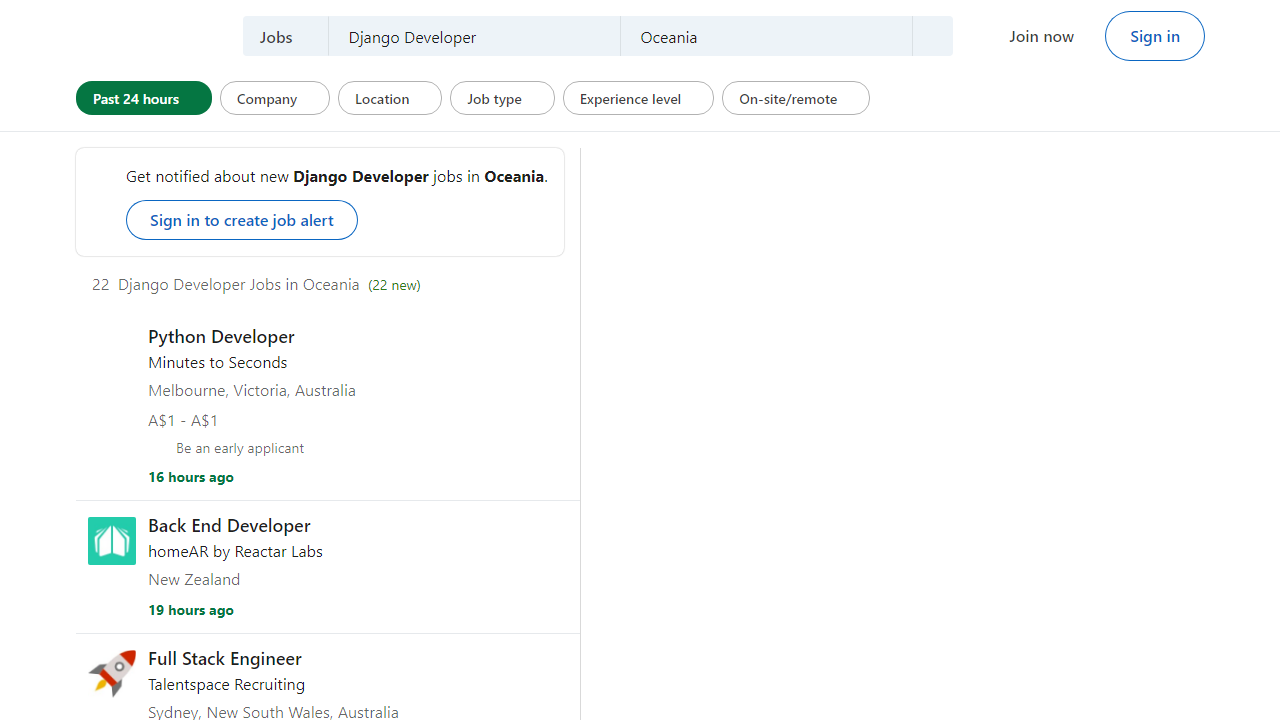 Jobs
Django Developer
Oceania
Join now
Sign in
Past 24 hours
Company
Location
Job type
Experience level
On-site/remote
Get notified about new Django Developer jobs in Oceania.
Sign in to create job alert
22 Django Developer Jobs in Oceania (22 new)
Python Developer
Minutes to Seconds
Melbourne, Victoria, Australia
A$1 - A$1
Be an early applicant
16 hours ago
Back End Developer
homeAR by Reactar Labs
New Zealand
19 hours ago
Full Stack Engineer
Talentspace Recruiting
Sydney, New South Wales, Australia